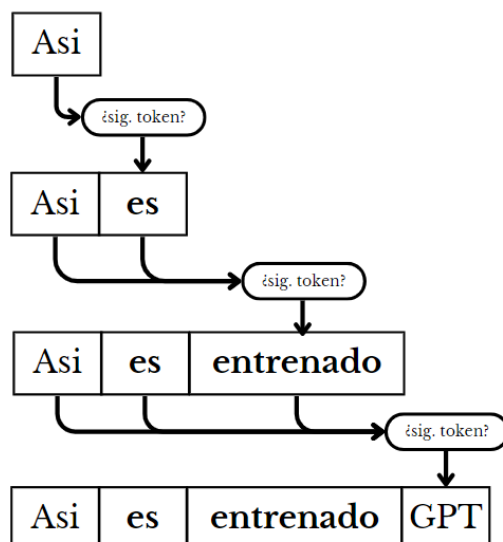 Asi
¿sig. token?
Asi es
¿sig. token?
Asi es entrenado
¿sig. token?
Asi es entrenado GPT